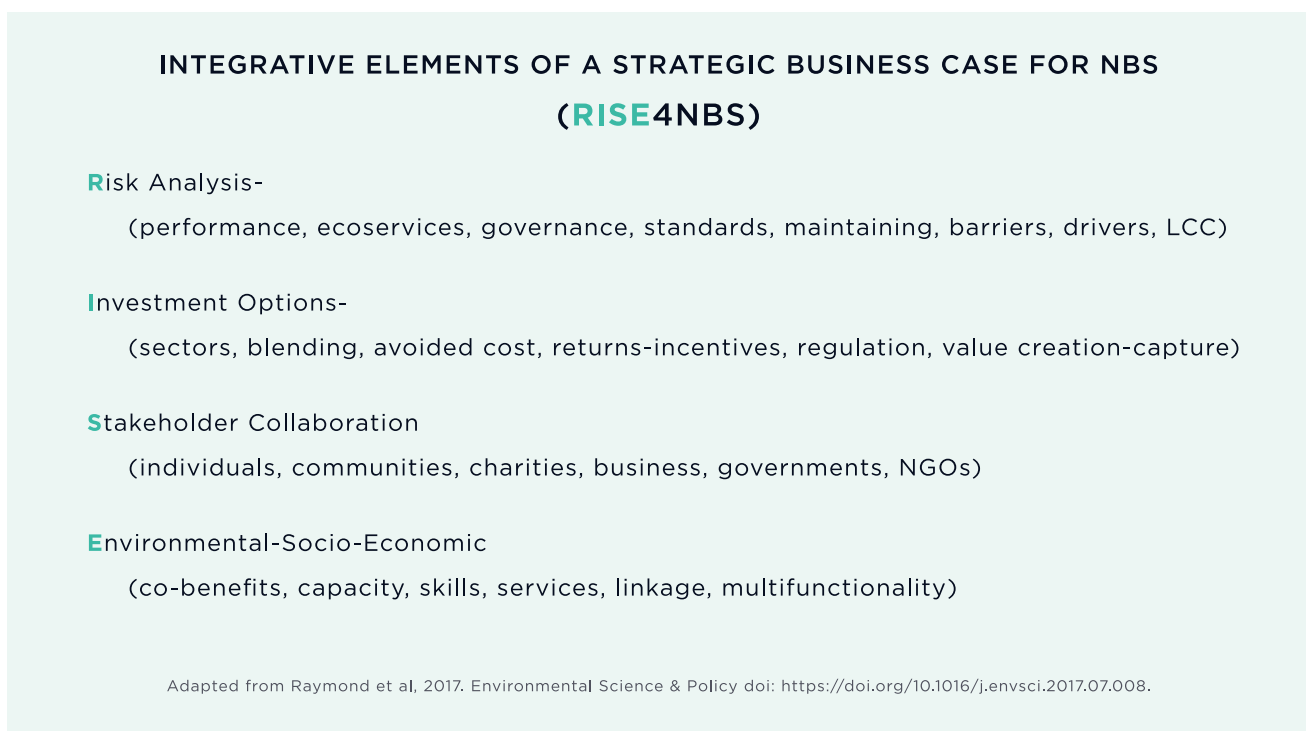 INTEGRATIVE ELEMENTS OF A STRATEGIC BUSINESS CASE FOR NBS
(RISE4NBS)
Risk Analysis-
(performance, ecoservices, governance, standards, maintaining, barriers, drivers, LCC)
Investment Options-
(sectors, blending, avoided cost, returns-incentives, regulation, value creation-capture)
Stakeholder Collaboration
(individuals, communities, charities, business, governments, NGOs)
Environmental-Socio-Economic
(co-benefits, capacity, skills, services, linkage, multifunctionality)
Adapted from Raymond et al, 2017. Environmental Science & Policy doi: https://doi.org/10.1016/j.envsci.2017.07.008.